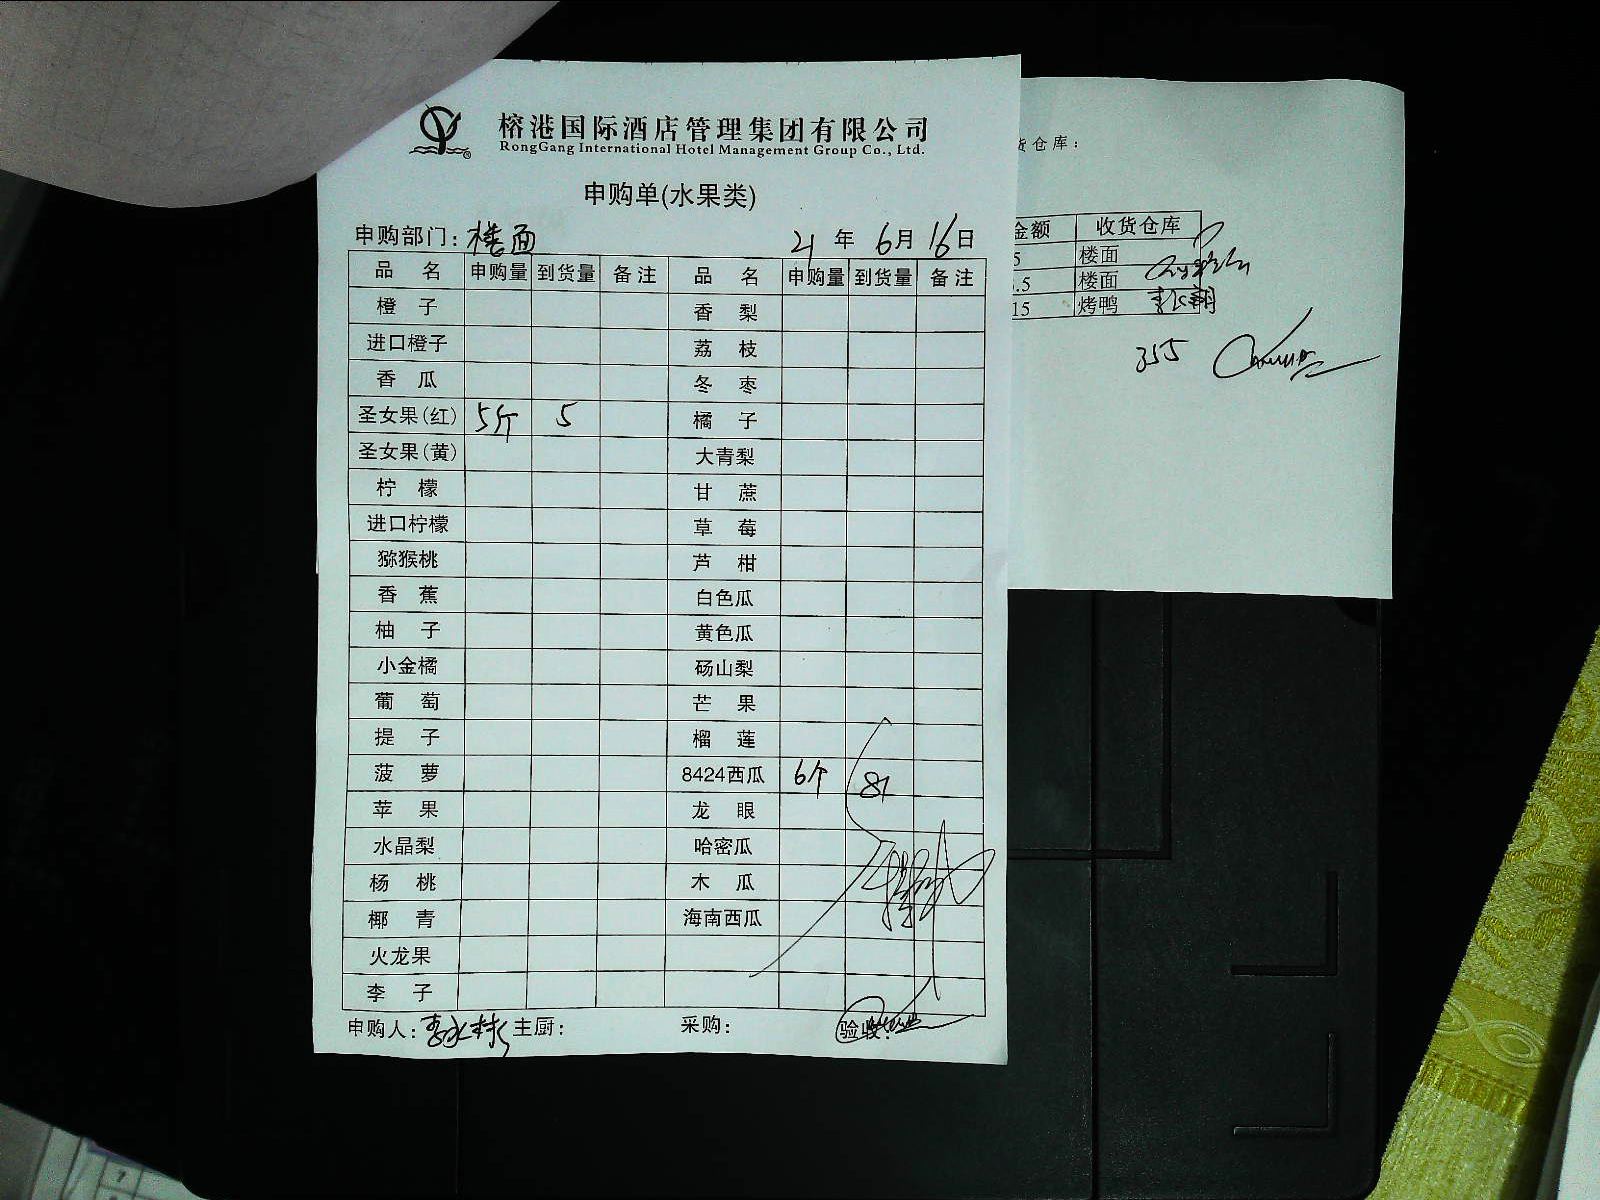 榕港国际酒店管理集团有限公司
RongGang International Hotel Management Group Co., Ltd.
申购单(水果类)
申购部门：楼面 21 年 6月 16日
品 名 申购量 到货量 备注 品 名 申购量 到货量 备注
橙 子 香 梨
进口橙子 荔 枝
香 瓜 冬 枣
圣女果(红) 5斤 5 橘 子
圣女果(黄) 大青梨
柠 檬 甘 蔗
进口柠檬 草 莓
猕猴桃 芦 柑
香 蕉 白色瓜
柚 子 黄色瓜
小金橘 砀山梨
葡 萄 芒 果
提 子 榴 莲
菠 萝 8424西瓜 6个 81
苹 果 龙 眼
水晶梨 哈密瓜
杨 桃 木 瓜
椰 青 海南西瓜
火龙果
李 子
申购人： 主厨： 采购： 验收：
货仓库：
金额 收货仓库
5 楼面
.5 楼面
15 烤鸭
355